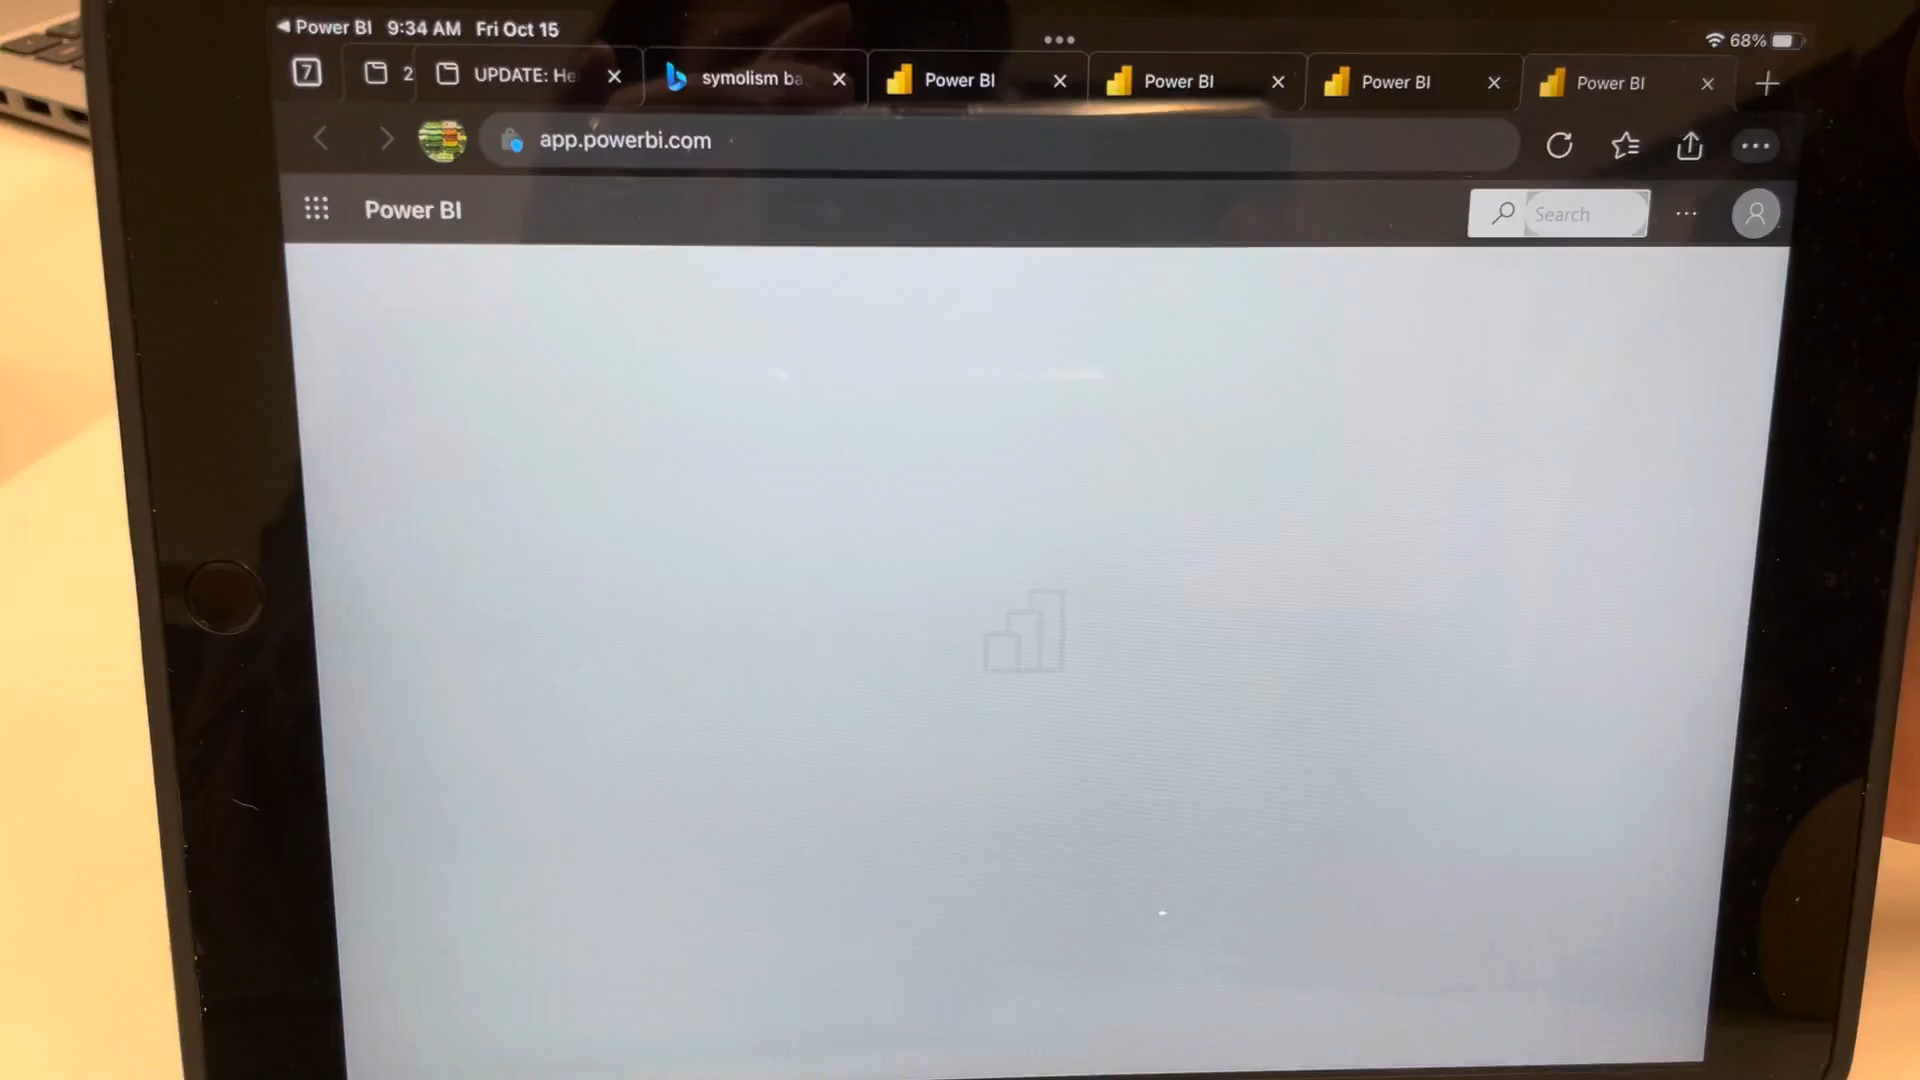 Power BI 9:34 AM Fri Oct 15
68%
7
2
UPDATE: He
symolism ba
Power BI
Power BI
Power BI
Power BI
app.powerbi.com
Power BI
Search